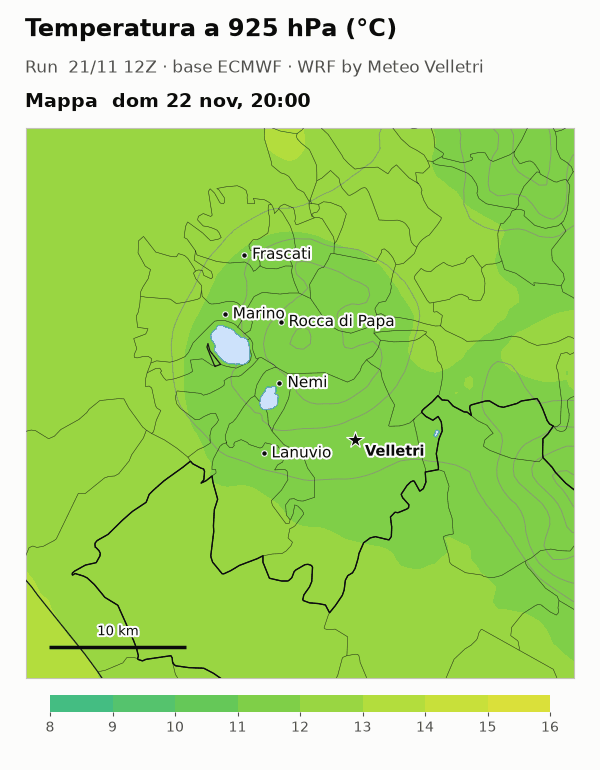 Temperatura a 925 hPa (°C)
Run  21/11 12Z · base ECMWF · WRF by Meteo Velletri
Mappa  dom 22 nov, 20:00
Frascati
Marino
Rocca di Papa
Nemi
Velletri
Lanuvio
10 km
8 9 10 11 12 13 14 15 16